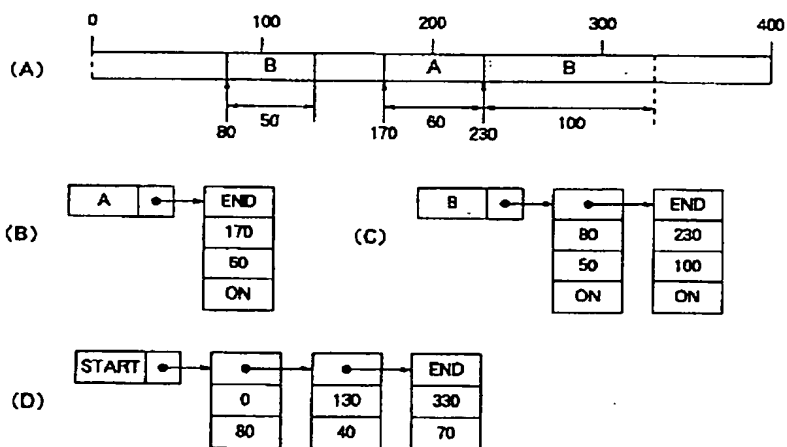 0 100 200 300 400
(A) B A B
80 50 170 60 230 100
(B) A END
170
60
ON
(C) B END
80 230
50 100
ON ON
(D) START END
0 130 330
80 40 70